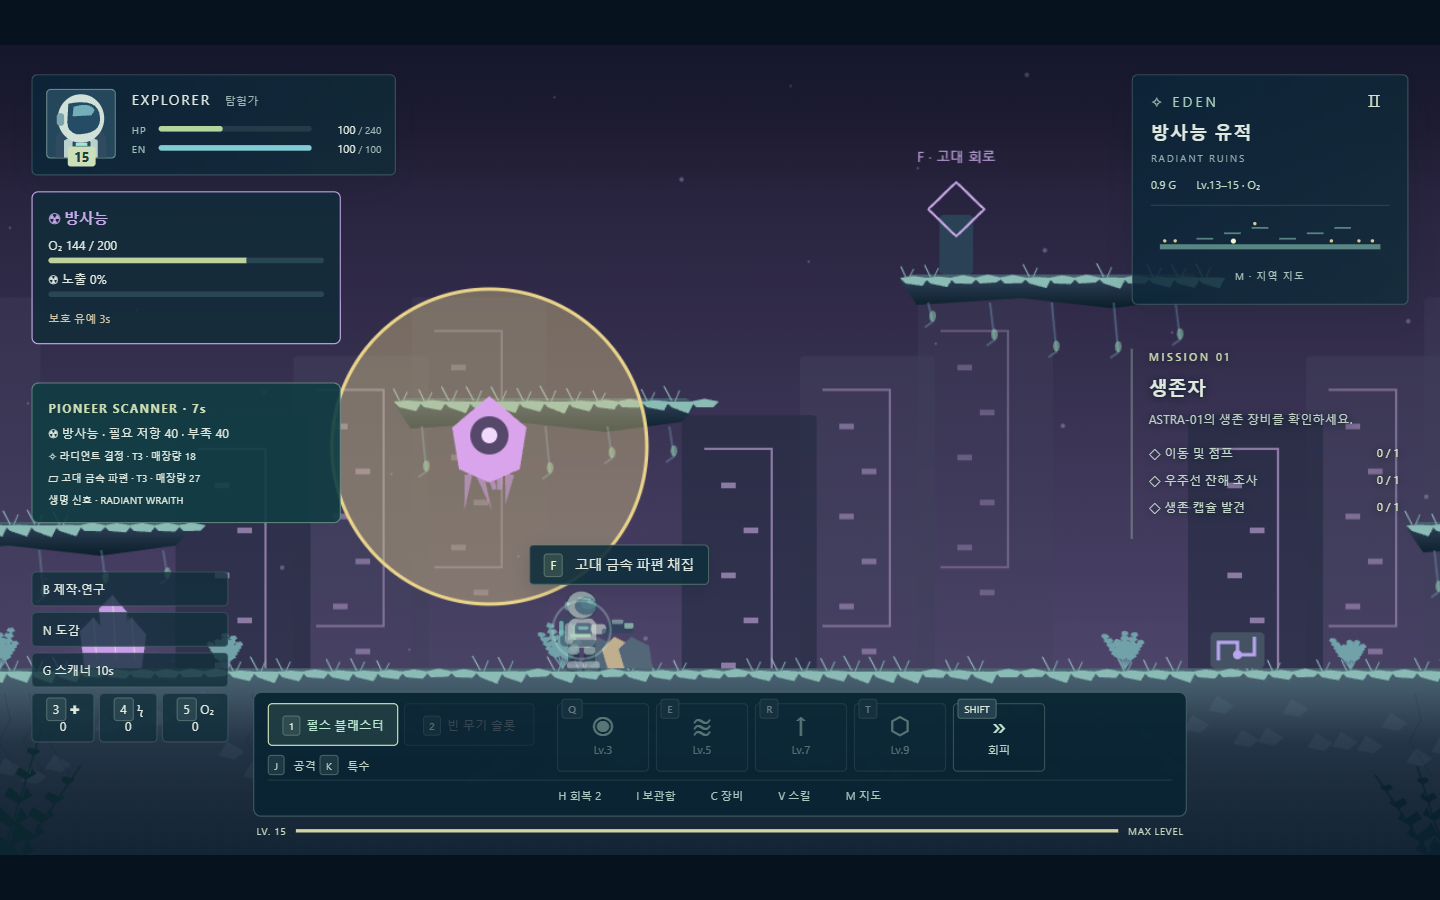 EXPLORER 탐험가
HP 100 / 240
EN 100 / 100
15
☢ 방사능
O₂ 144 / 200
☢ 노출 0%
보호 유예 3s
PIONEER SCANNER · 7s
☢ 방사능 · 필요 저항 40 · 부족 40
✧ 라디언트 결정 · T3 · 매장량 18
▱ 고대 금속 파편 · T3 · 매장량 27
생명 신호 · RADIANT WRAITH
B 제작·연구
N 도감
G 스캐너 10s
3 ✚ 0
4 0
5 O₂ 0
F · 고대 회로
F 고대 금속 파편 채집
✧ EDEN II
방사능 유적
RADIANT RUINS
0.9 G Lv.13–15 · O₂
M · 지역 지도
MISSION 01
생존자
ASTRA-01의 생존 장비를 확인하세요.
◇ 이동 및 점프 0 / 1
◇ 우주선 잔해 조사 0 / 1
◇ 생존 캡슐 발견 0 / 1
1 펄스 블래스터
2 빈 무기 슬롯
J 공격 K 특수
Q Lv.3
E Lv.5
R Lv.7
T Lv.9
SHIFT » 회피
H 회복 2 I 보관함 C 장비 V 스킬 M 지도
LV. 15 MAX LEVEL